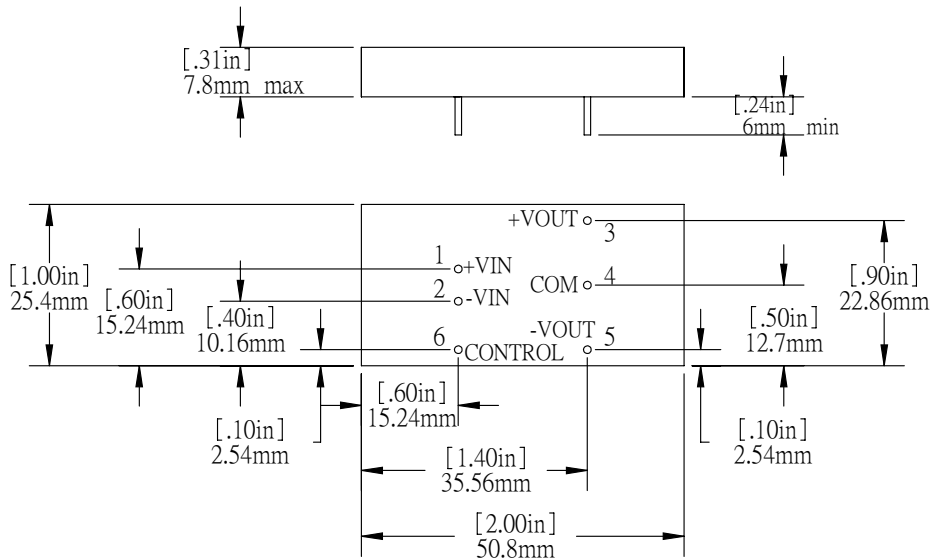 [.31in]
7.8mm max
[.24in]
6mm min
+VOUT
3
1
+VIN
COM
4
2
-VIN
-VOUT
5
6
CONTROL
[1.00in]
25.4mm
[.60in]
15.24mm
[.40in]
10.16mm
[.90in]
22.86mm
[.50in]
12.7mm
[.60in]
15.24mm
[.10in]
2.54mm
[.10in]
2.54mm
[1.40in]
35.56mm
[2.00in]
50.8mm